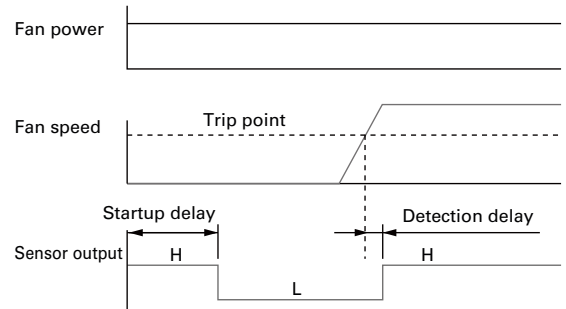 Fan power
Fan speed
Trip point
Startup delay
Detection delay
Sensor output
H
L
H